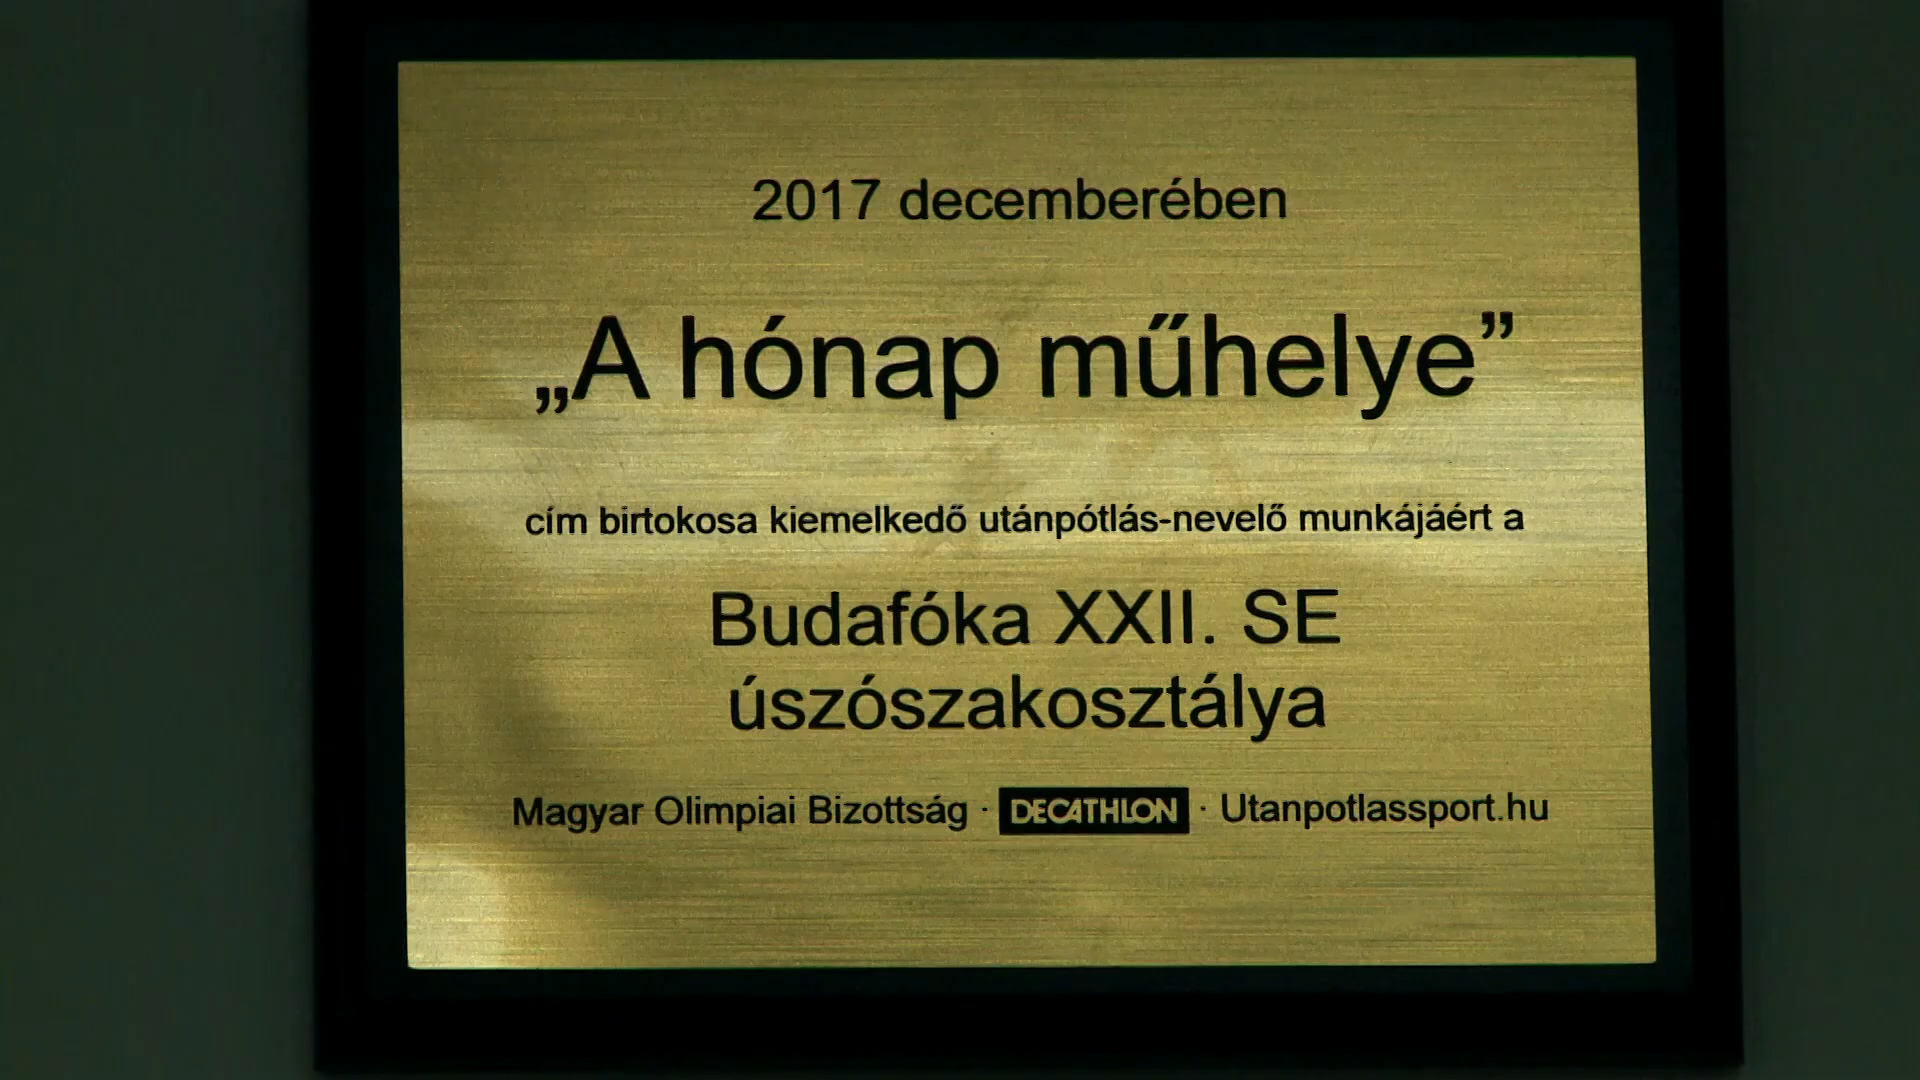 2017 decemberében
„A hónap műhelye”
cím birtokosa kiemelkedő utánpótlás-nevelő munkájáért a
Budafóka XXII. SE
úszószakosztálya
Magyar Olimpiai Bizottság · DECATHLON · Utanpotlassport.hu